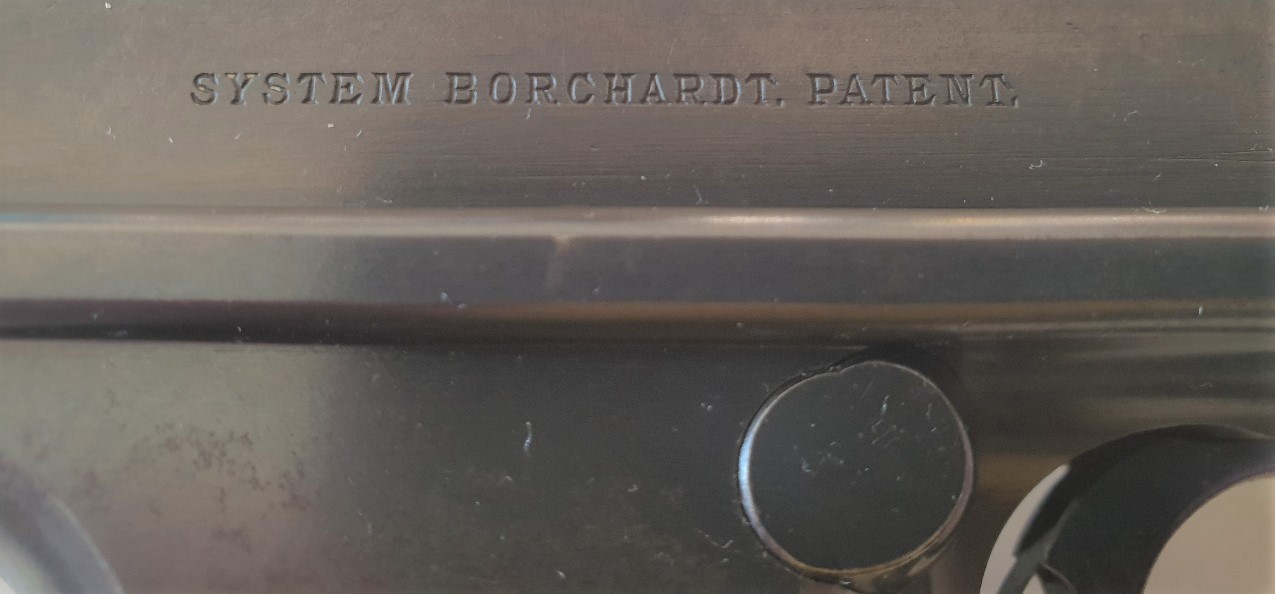 SYSTEM BORCHARDT. PATENT.